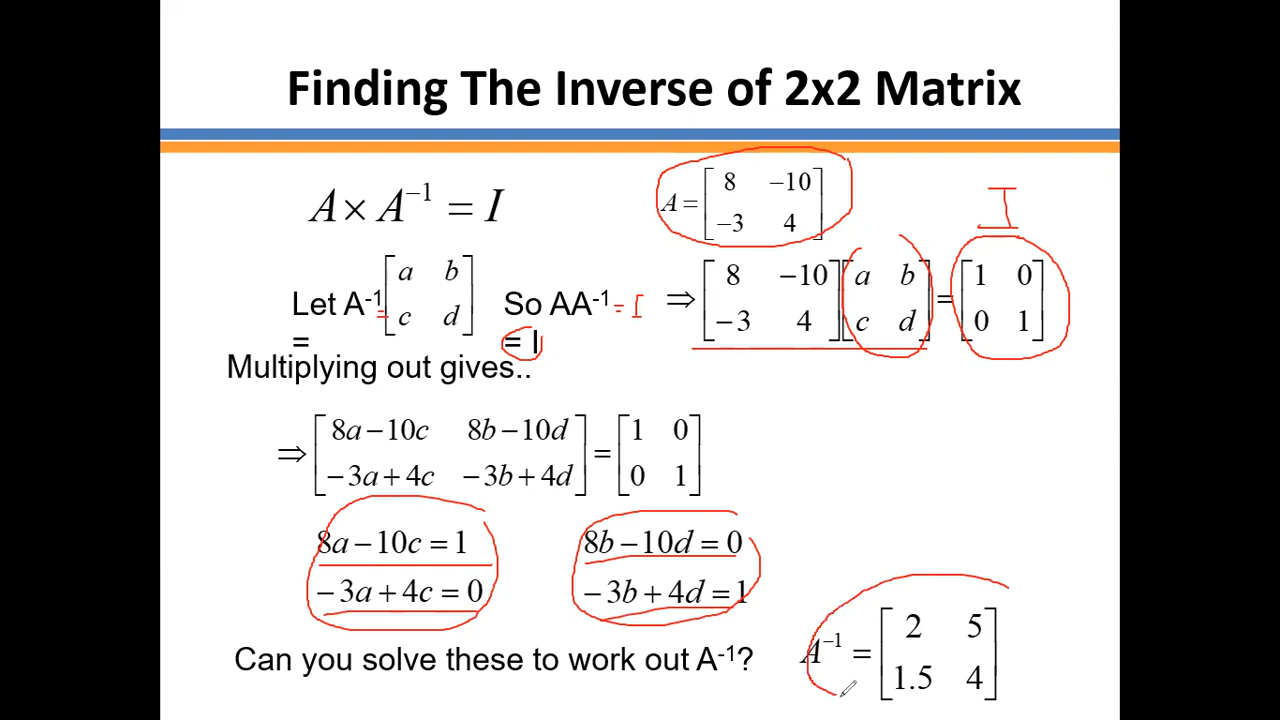 Finding The Inverse of 2x2 Matrix
A × A⁻¹ = I
A = [8 −10; −3 4]
I
Let A⁻¹ = [a b; c d]
So AA⁻¹ = I
= I
⇒ [8 −10; −3 4][a b; c d] = [1 0; 0 1]
Multiplying out gives..
⇒ [8a−10c 8b−10d; −3a+4c −3b+4d] = [1 0; 0 1]
8a−10c=1
−3a+4c=0
8b−10d=0
−3b+4d=1
Can you solve these to work out A⁻¹?
A⁻¹ = [2 5; 1.5 4]